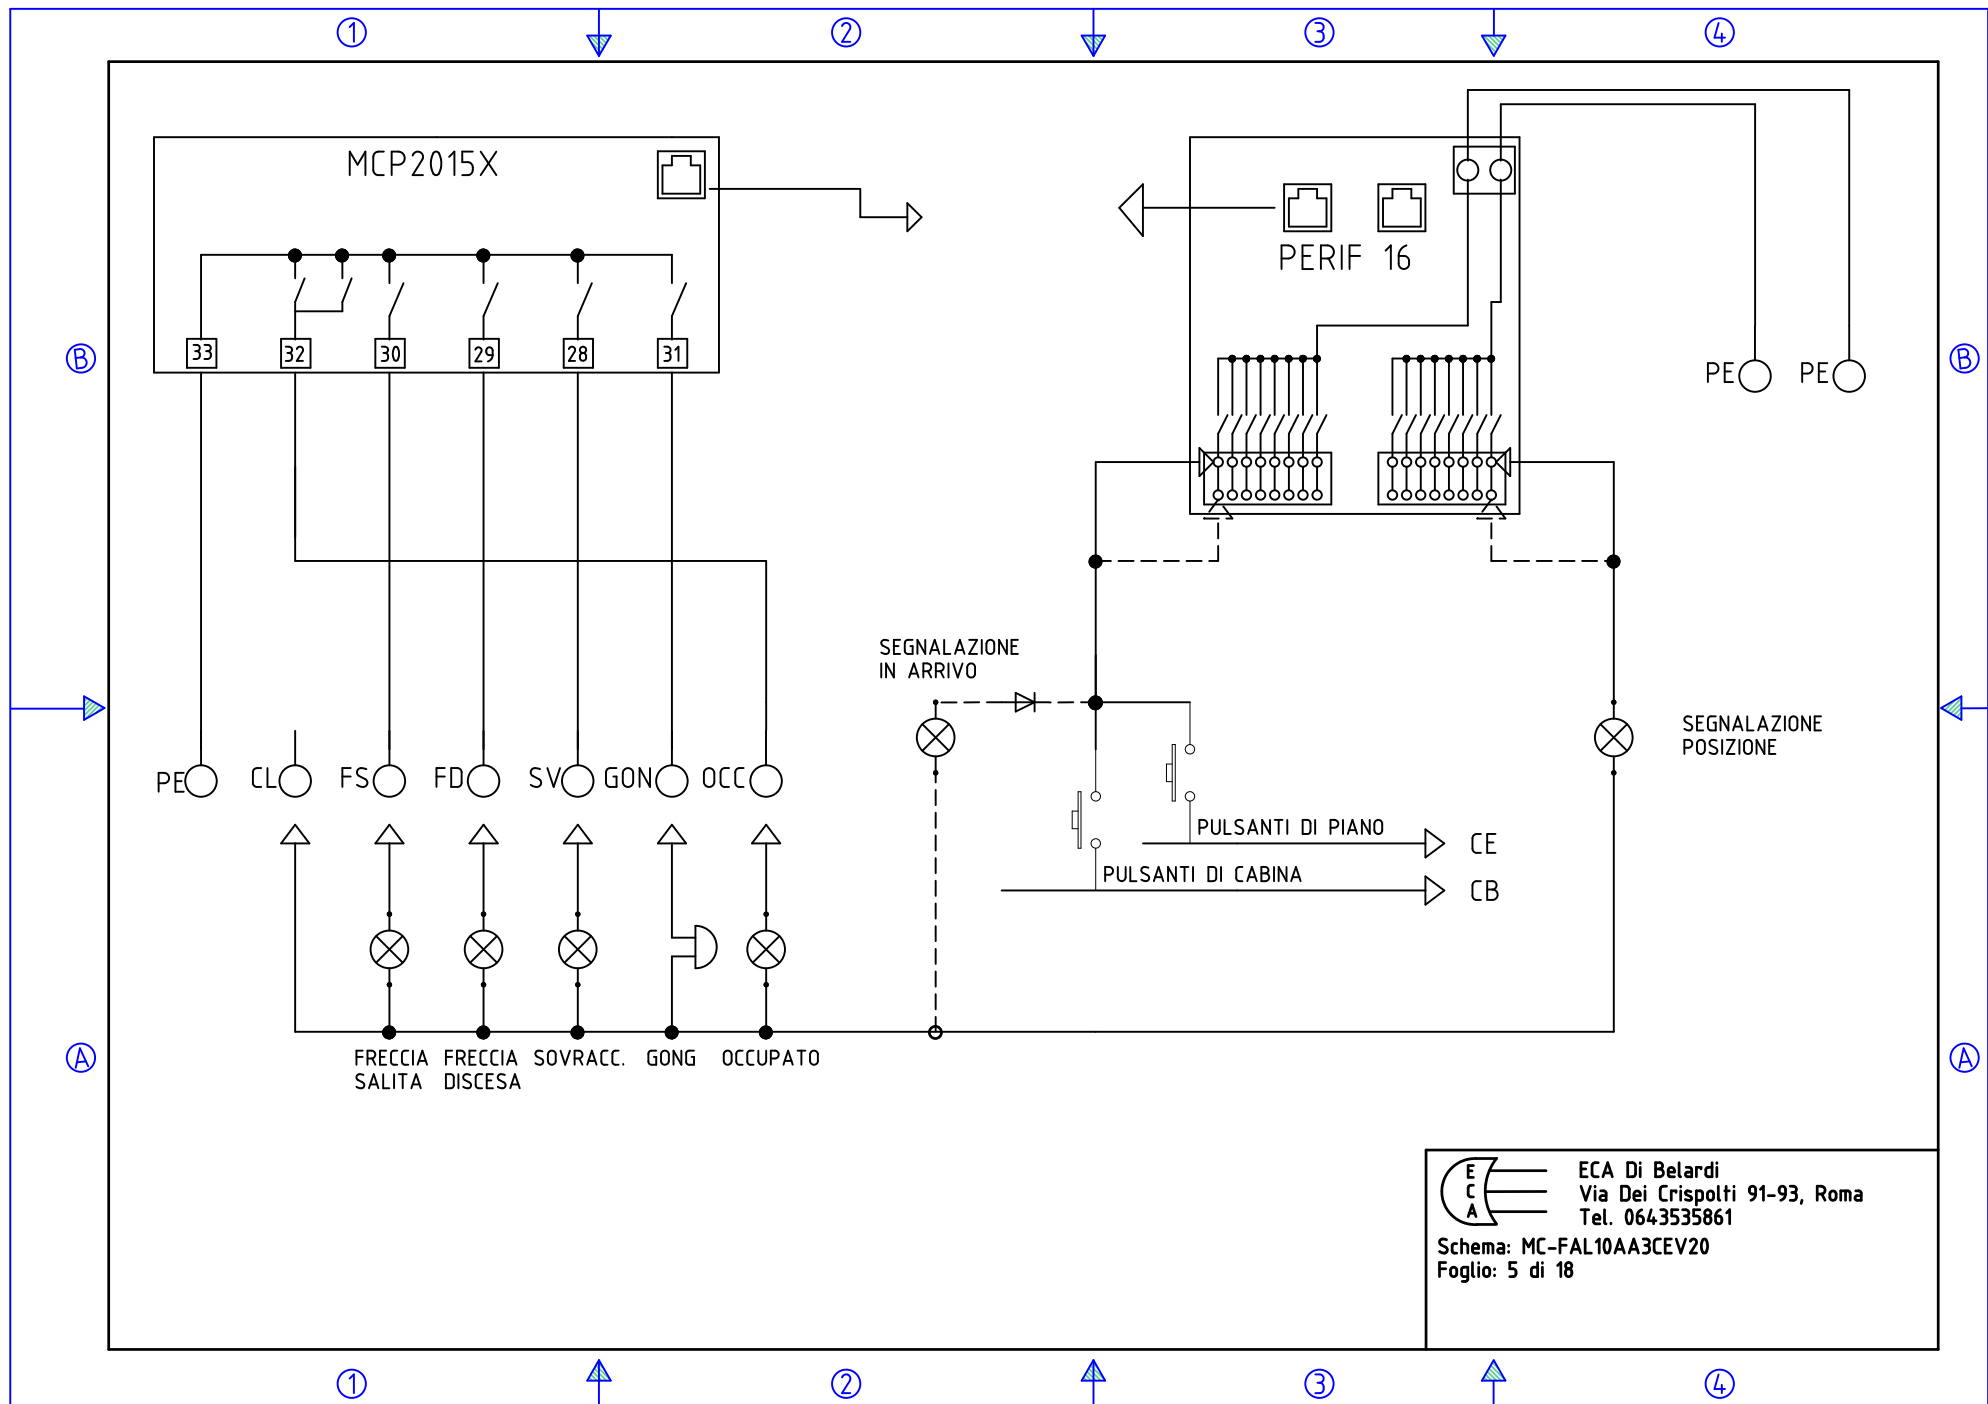 1 2 3 4
MCP2015X
PERIF 16
33 32 30 29 28 31
B B
PE PE
SEGNALAZIONE
IN ARRIVO
SEGNALAZIONE
POSIZIONE
PE CL FS FD SV GON OCC
PULSANTI DI PIANO CE
PULSANTI DI CABINA CB
A A
FRECCIA
SALITA
FRECCIA
DISCESA
SOVRACC.
GONG
OCCUPATO
E
C
A
ECA Di Belardi
Via Dei Crispolti 91-93, Roma
Tel. 0643535861
Schema: MC-FAL10AA3CEV20
Foglio: 5 di 18
1 2 3 4